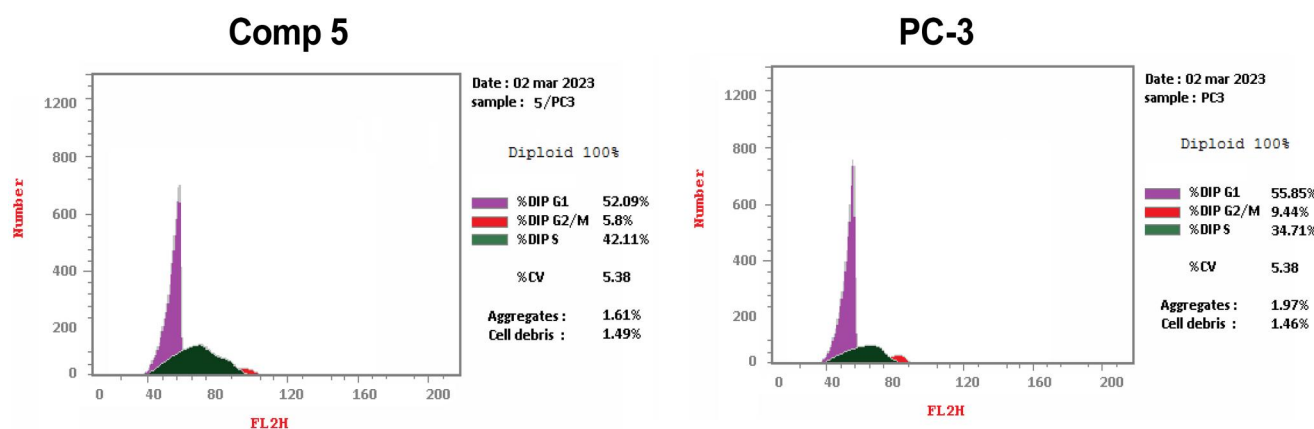 Comp 5
Date : 02 mar 2023
sample : 5/PC3
Diploid 100%
%DIP G1 52.09%
%DIP G2/M 5.8%
%DIP S 42.11%
%CV 5.38
Aggregates : 1.61%
Cell debris : 1.49%
Number
1200
800
600
400
200
0
0 40 80 120 160 200
FL2H
PC-3
Date : 02 mar 2023
sample : PC3
Diploid 100%
%DIP G1 55.85%
%DIP G2/M 9.44%
%DIP S 34.71%
%CV 5.38
Aggregates : 1.97%
Cell debris : 1.46%
Number
1200
800
600
400
200
0
0 40 80 120 160 200
FL2H